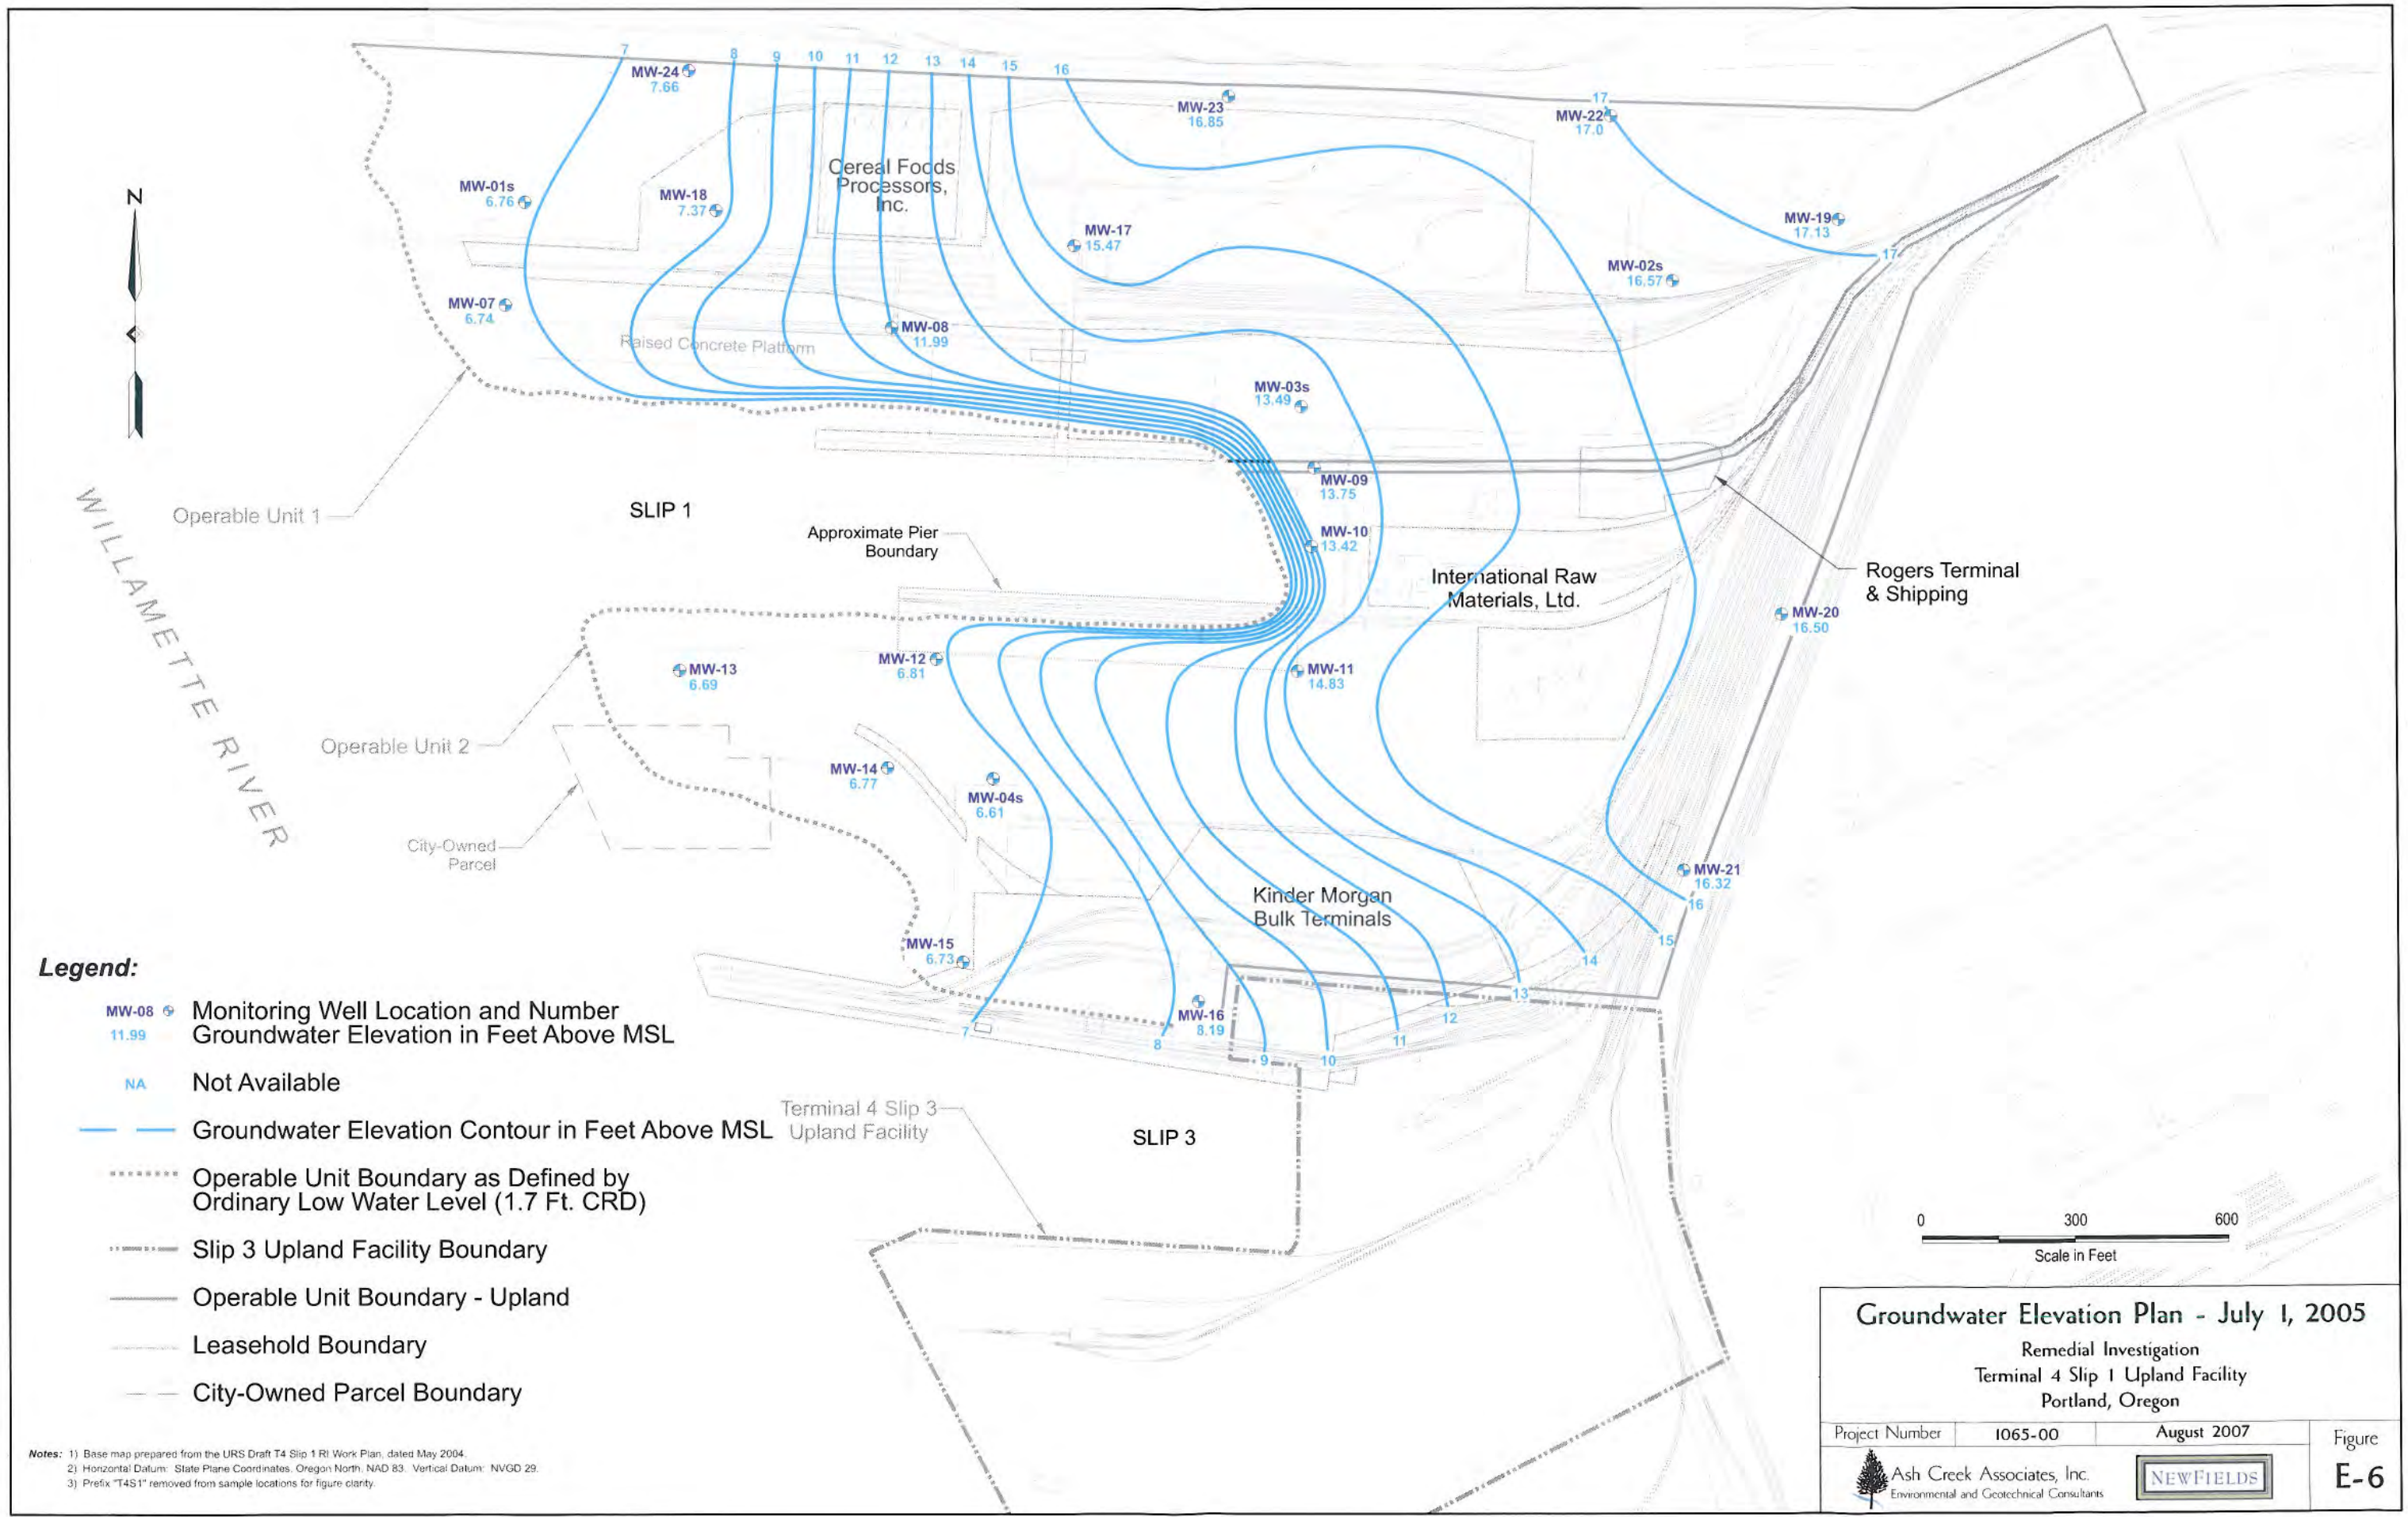 7
8
9
10
11
12
13
14
15
16
17
MW-24
7.66
MW-23
16.85
MW-22
17.0
Cereal Foods
Processors,
Inc.
MW-01s
6.76
MW-18
7.37
N
MW-17
15.47
MW-19
17.13
17
MW-02s
16.57
MW-07
6.74
MW-08
11.99
Raised Concrete Platform
MW-03s
13.49
MW-09
13.75
Operable Unit 1
SLIP 1
Approximate Pier
Boundary
MW-10
13.42
WILLAMETTE RIVER
International Raw
Materials, Ltd.
Rogers Terminal
& Shipping
MW-20
16.50
MW-13
6.69
MW-12
6.81
MW-11
14.83
Operable Unit 2
MW-14
6.77
MW-04s
6.61
City-Owned
Parcel
MW-21
16.32
16
Kinder Morgan
Bulk Terminals
15
14
13
12
11
10
9
8
7
MW-15
6.73
MW-16
8.19
Terminal 4 Slip 3
Upland Facility
SLIP 3
Legend:
MW-08 Monitoring Well Location and Number
11.99 Groundwater Elevation in Feet Above MSL
NA Not Available
Groundwater Elevation Contour in Feet Above MSL
Operable Unit Boundary as Defined by
Ordinary Low Water Level (1.7 Ft. CRD)
Slip 3 Upland Facility Boundary
Operable Unit Boundary - Upland
Leasehold Boundary
City-Owned Parcel Boundary
Notes: 1) Base map prepared from the URS Draft T4 Slip 1 RI Work Plan, dated May 2004.
2) Horizontal Datum: State Plane Coordinates, Oregon North, NAD 83. Vertical Datum: NVGD 29.
3) Prefix "T4S1" removed from sample locations for figure clarity.
0 300 600
Scale in Feet
Groundwater Elevation Plan - July 1, 2005
Remedial Investigation
Terminal 4 Slip 1 Upland Facility
Portland, Oregon
Project Number 1065-00 August 2007
Ash Creek Associates, Inc.
Environmental and Geotechnical Consultants
NEWFIELDS
Figure
E-6